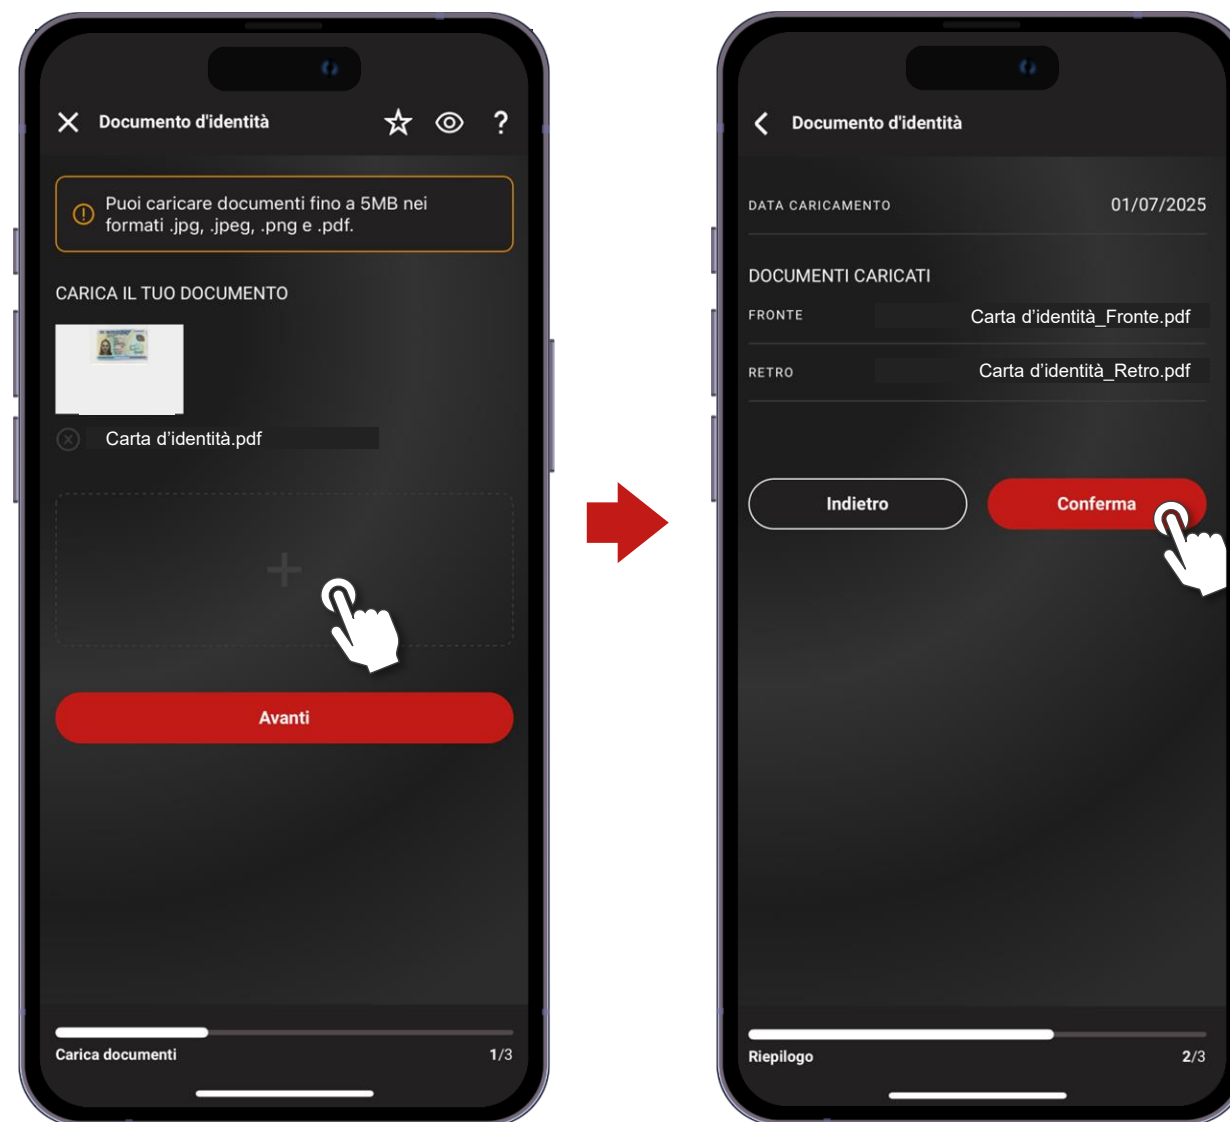 Documento d'identità
?
Puoi caricare documenti fino a 5MB nei
formati .jpg, .jpeg, .png e .pdf.
CARICA IL TUO DOCUMENTO
Carta d'identità.pdf
Avanti
Carica documenti 1/3
Documento d'identità
DATA CARICAMENTO 01/07/2025
DOCUMENTI CARICATI
FRONTE Carta d'identità_Fronte.pdf
RETRO Carta d'identità_Retro.pdf
Indietro Conferma
Riepilogo 2/3